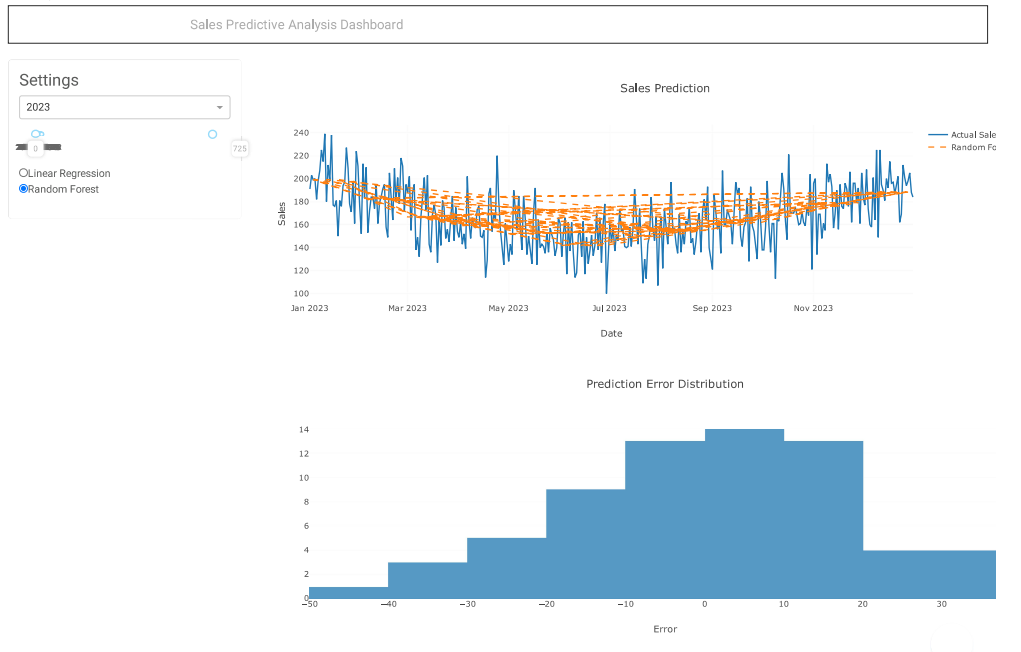 Sales Predictive Analysis Dashboard
Settings
2023
0
725
Linear Regression
Random Forest
Sales Prediction
Actual Sale
Random Fo
240
220
200
180
160
140
120
100
Sales
Jan 2023
Mar 2023
May 2023
Jul 2023
Sep 2023
Nov 2023
Date
Prediction Error Distribution
14
12
10
8
6
4
2
0
−50
−40
−30
−20
−10
0
10
20
30
Error